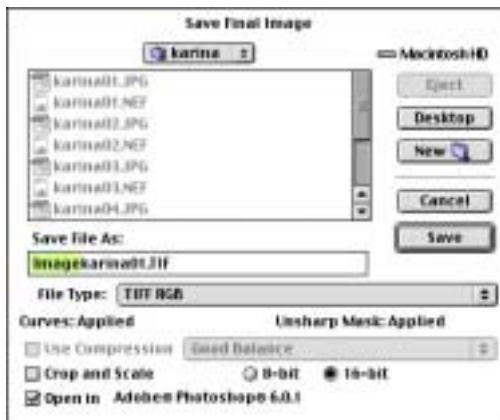 Save Final Image
karina
Macintosh HD
karina01.JPG
karina01.NEF
karina02.JPG
karina02.NEF
karina03.JPG
karina03.NEF
karina04.JPG
Eject
Desktop
New
Cancel
Save
Save File As:
Imagekarina01.TIF
File Type: TIFF RGB
Curves: Applied Unsharp Mask: Applied
Use Compression Good Balance
Crop and Scale 8-bit 16-bit
Open in Adobe® Photoshop® 6.0.1